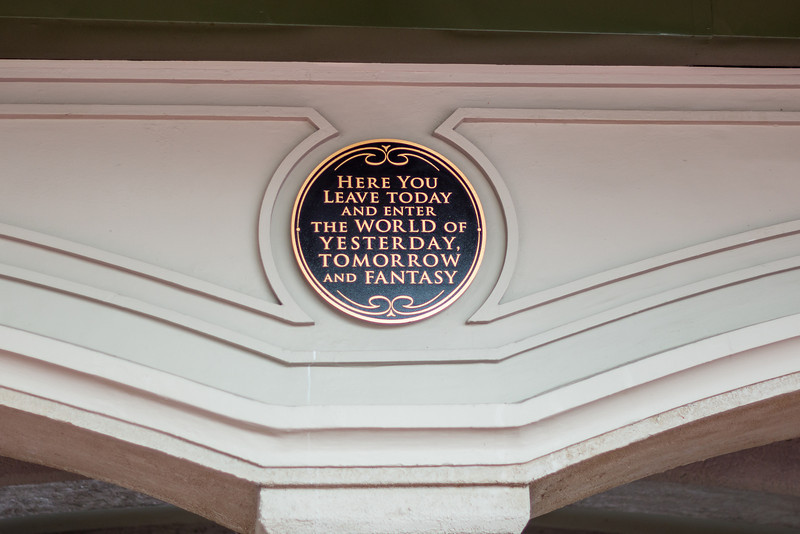 Here You
Leave today
and enter
the world of
yesterday,
tomorrow
and fantasy